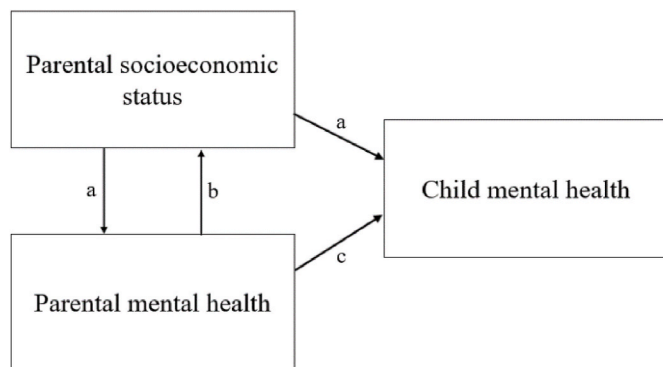 Parental socioeconomic
status
a
Child mental health
a
b
c
Parental mental health